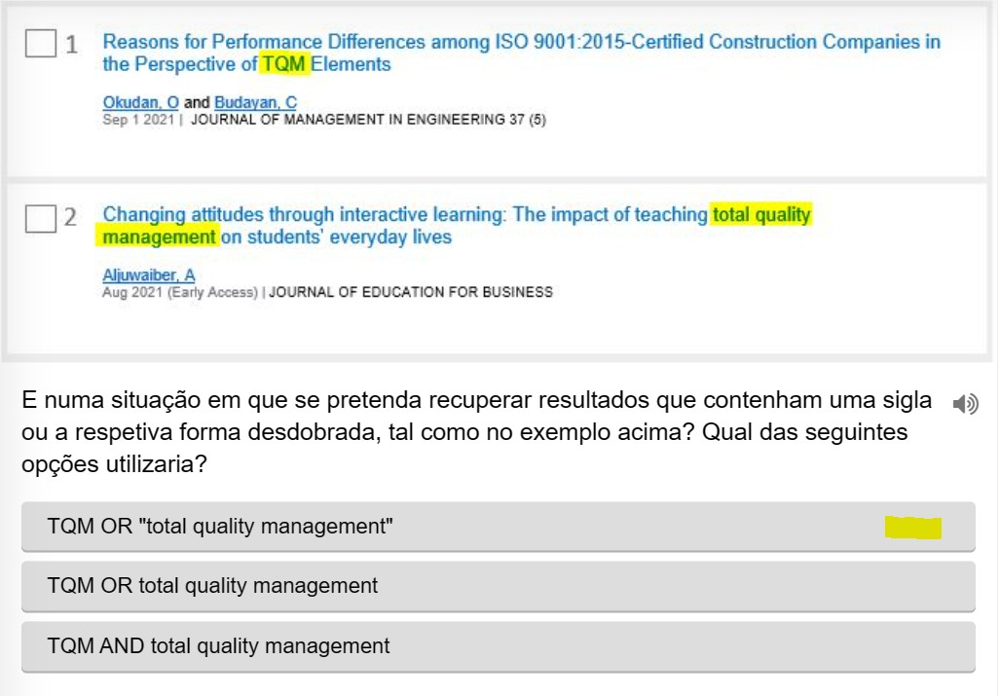 1 Reasons for Performance Differences among ISO 9001:2015-Certified Construction Companies in
the Perspective of TQM Elements
Okudan, O and Budayan, C
Sep 1 2021 | JOURNAL OF MANAGEMENT IN ENGINEERING 37 (5)
2 Changing attitudes through interactive learning: The impact of teaching total quality
management on students' everyday lives
Aljuwaiber, A
Aug 2021 (Early Access) | JOURNAL OF EDUCATION FOR BUSINESS
E numa situação em que se pretenda recuperar resultados que contenham uma sigla
ou a respetiva forma desdobrada, tal como no exemplo acima? Qual das seguintes
opções utilizaria?
TQM OR "total quality management"
TQM OR total quality management
TQM AND total quality management